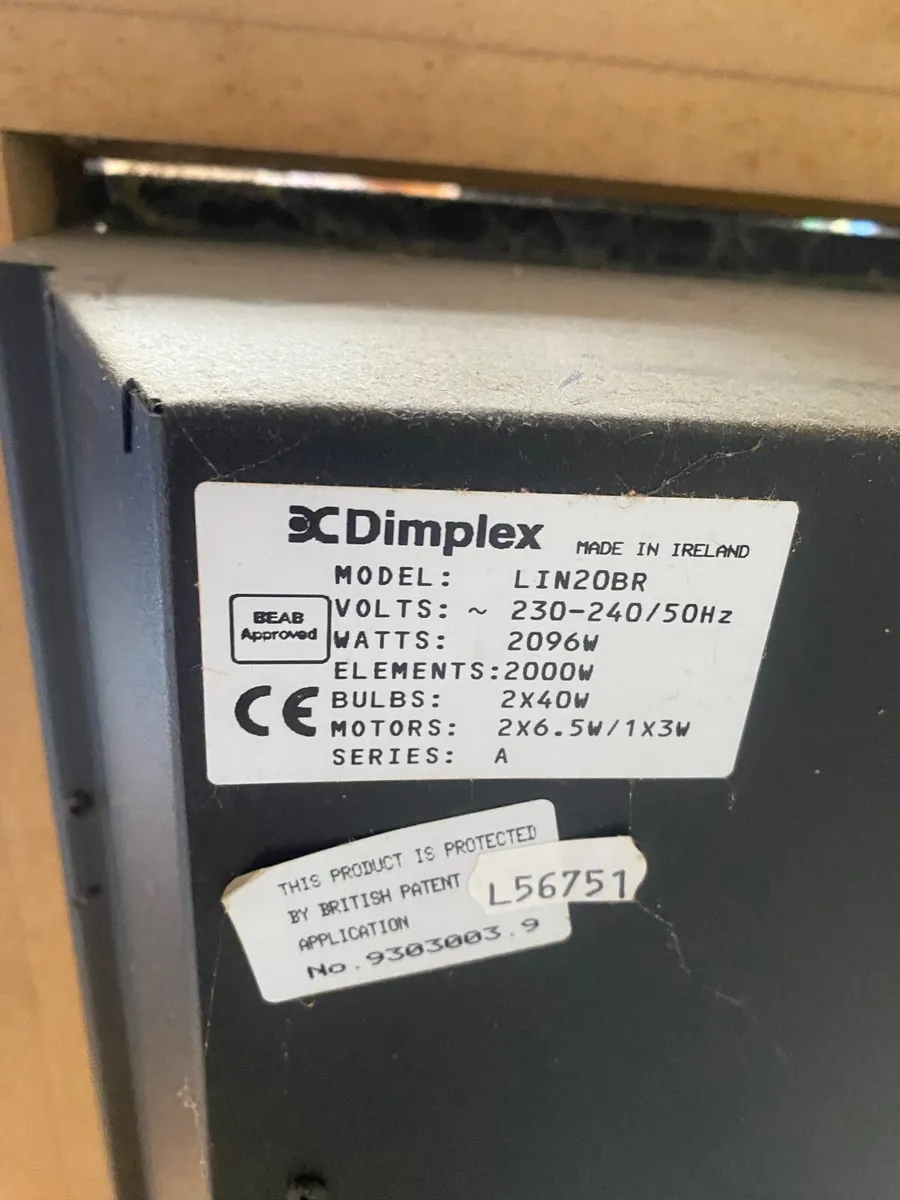 Dimplex MADE IN IRELAND
MODEL: LIN20BR
BEAB Approved
VOLTS: ~ 230-240/50Hz
WATTS: 2096W
ELEMENTS: 2000W
CE
BULBS: 2X40W
MOTORS: 2X6.5W/1X3W
SERIES: A
THIS PRODUCT IS PROTECTED
BY BRITISH PATENT
APPLICATION
No. 9303003.9
L56751